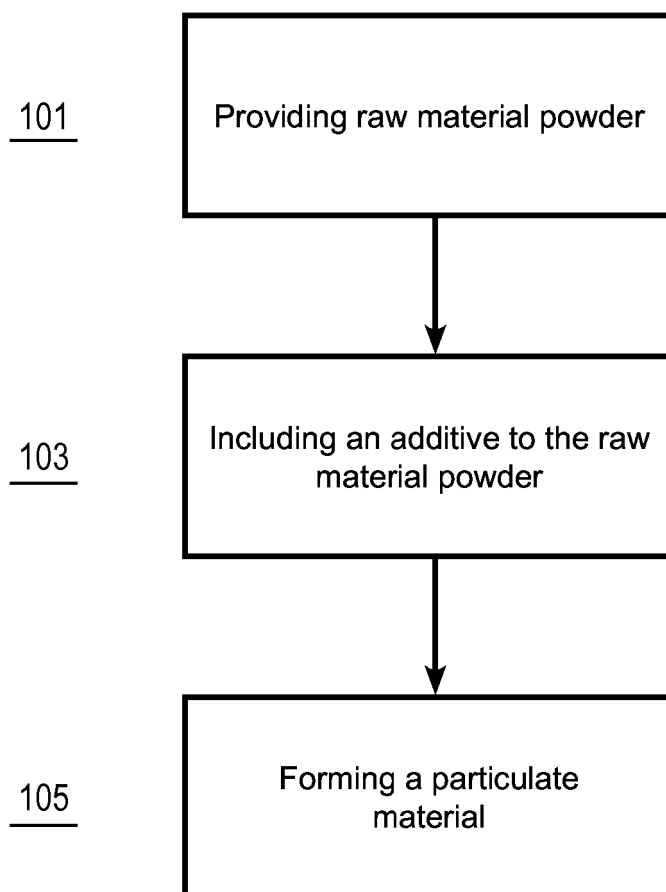 101
Providing raw material powder
103
Including an additive to the raw
material powder
105
Forming a particulate
material